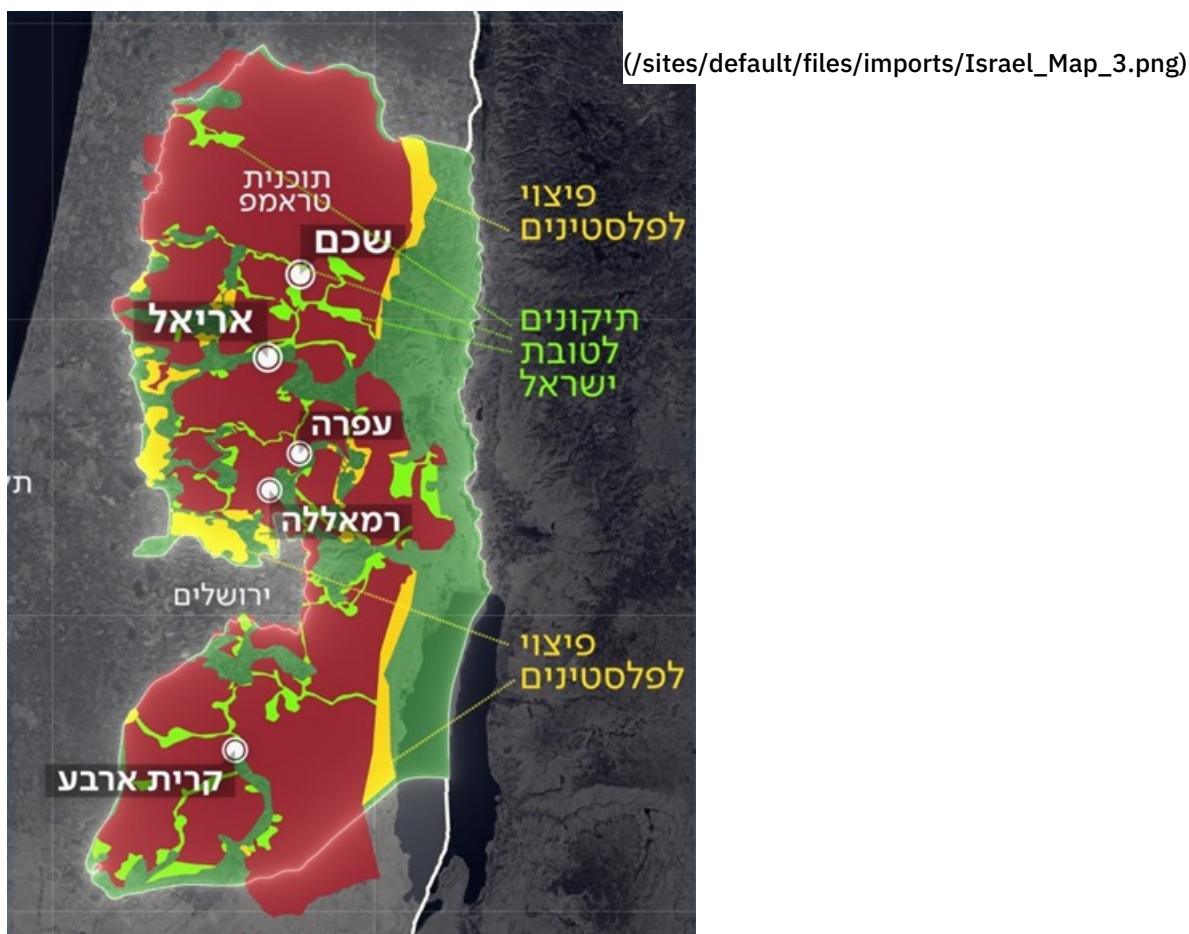 (/sites/default/files/imports/Israel_Map_3.png)
תוכנית
טראמפ
פיצוי
לפלסטינים
שכם
אריאל
תיקונים
לטובת
ישראל
עפרה
רמאללה
ירושלים
פיצוי
לפלסטינים
קרית ארבע